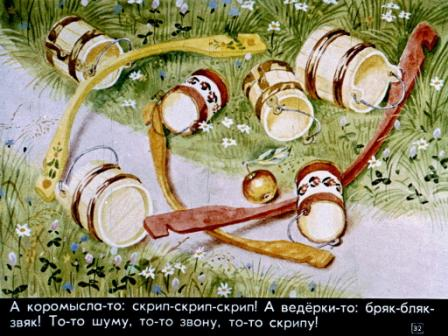 А коромысла-то: скрип-скрип-скрип! А ведёрки-то: бряк-бляк-
звяк! То-то шуму, то-то звону, то-то скрипу!
32